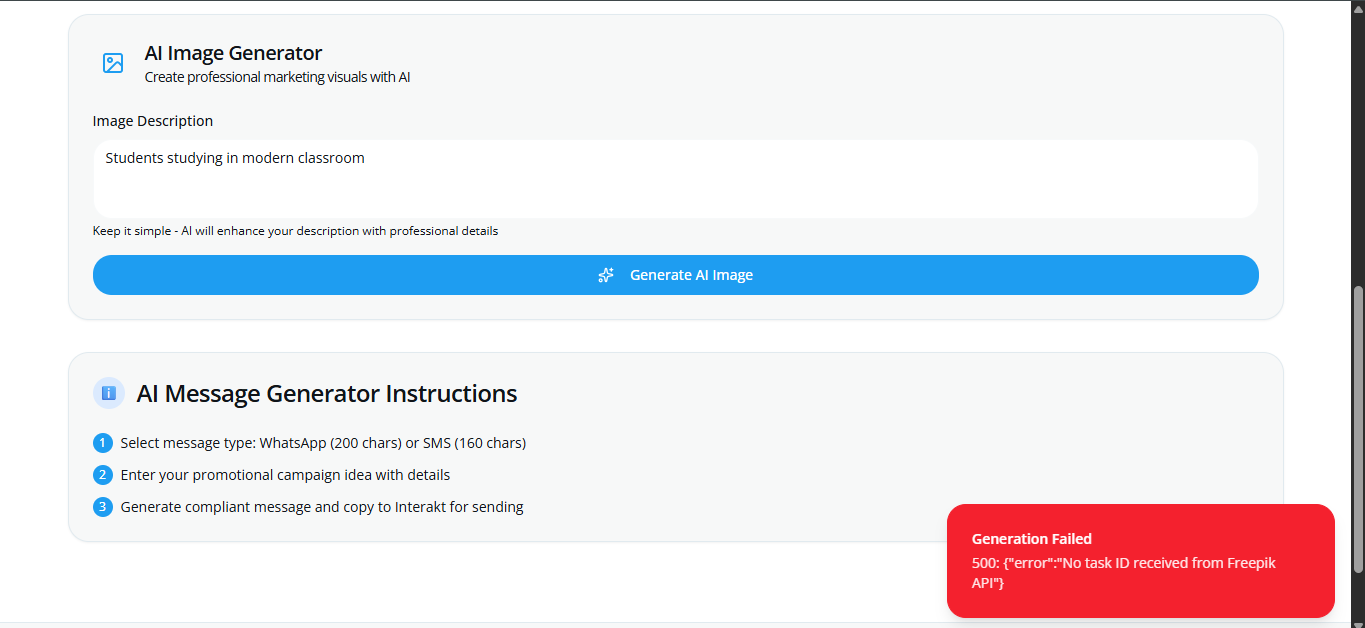 AI Image Generator
Create professional marketing visuals with AI
Image Description
Students studying in modern classroom
Keep it simple - AI will enhance your description with professional details
Generate AI Image
AI Message Generator Instructions
1 Select message type: WhatsApp (200 chars) or SMS (160 chars)
2 Enter your promotional campaign idea with details
3 Generate compliant message and copy to Interakt for sending
Generation Failed
500: {"error":"No task ID received from Freepik
API"}